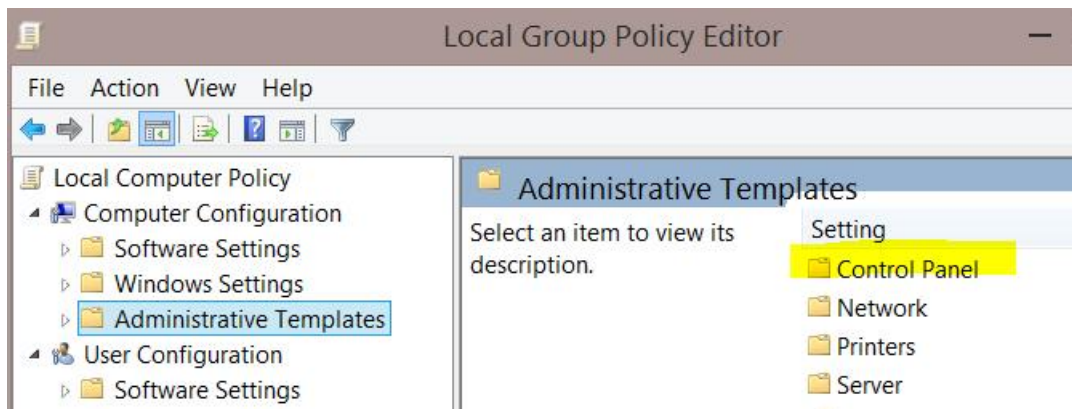 Local Group Policy Editor
File Action View Help
Local Computer Policy
Computer Configuration
Software Settings
Windows Settings
Administrative Templates
User Configuration
Software Settings
Administrative Templates
Select an item to view its
description.
Setting
Control Panel
Network
Printers
Server